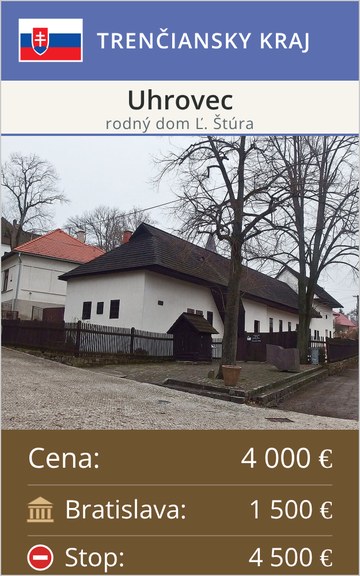 TRENČIANSKY KRAJ
Uhrovec
rodný dom Ľ. Štúra
Cena: 4 000 €
Bratislava: 1 500 €
Stop: 4 500 €